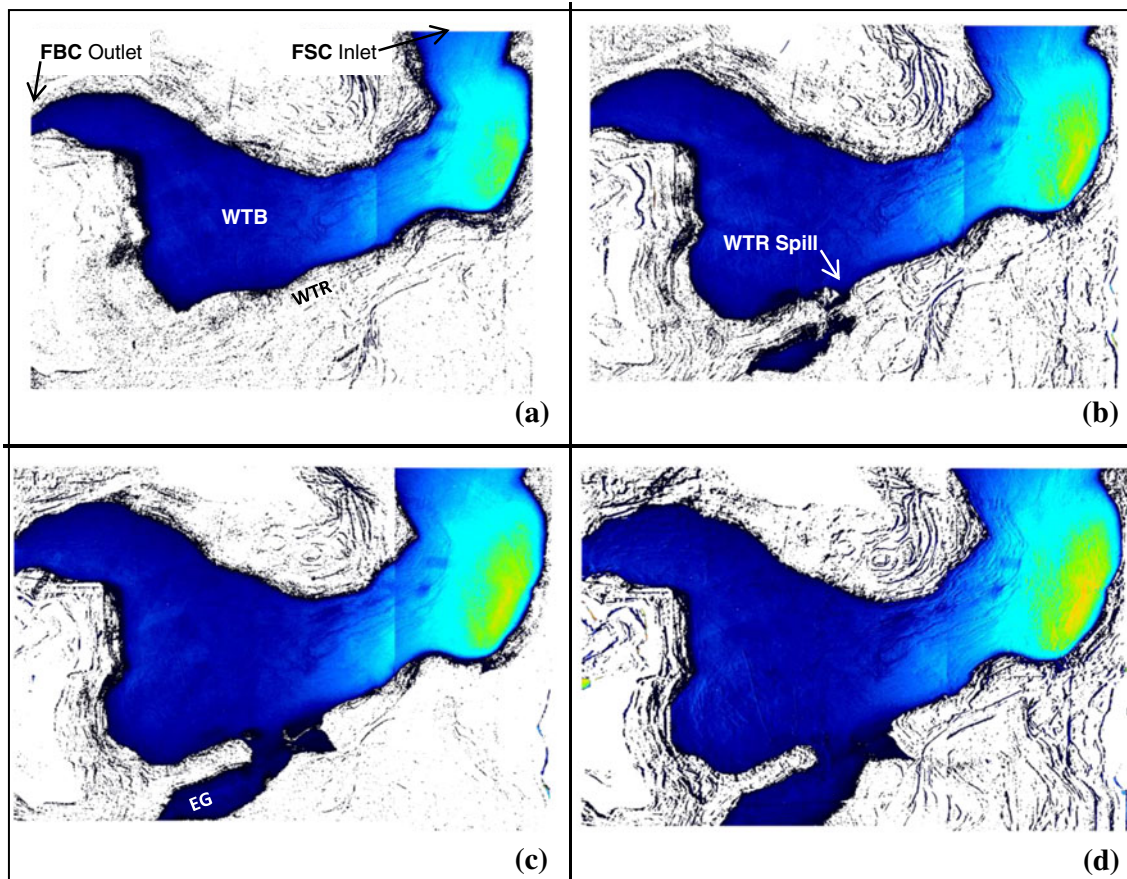 FBC Outlet
FSC Inlet
WTB
WTR
(a)
WTR Spill
(b)
EG
(c)
(d)